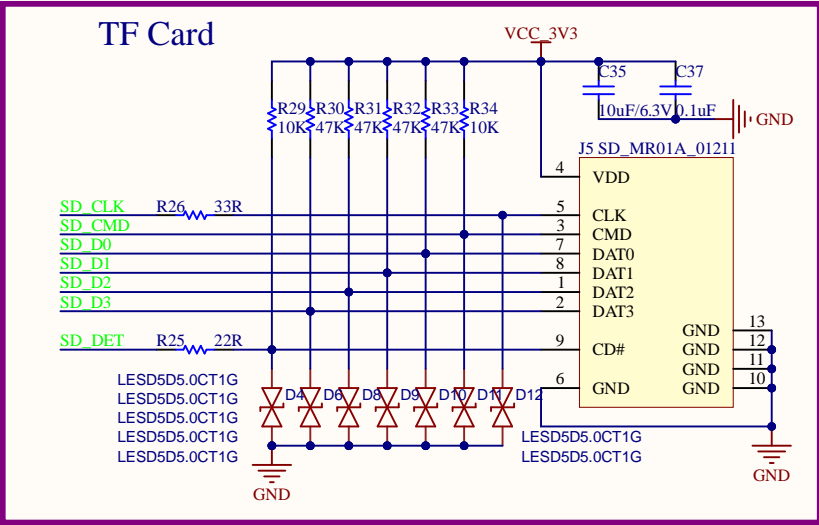 TF Card
VCC_3V3
C35
C37
R29 R30 R31 R32 R33 R34
10K 47K 47K 47K 47K 10K
10uF/6.3V 0.1uF
GND
J5 SD_MR01A_01211
4 VDD
SD_CLK R26 33R 5 CLK
SD_CMD 3 CMD
SD_D0 7 DAT0
SD_D1 8 DAT1
SD_D2 1 DAT2
SD_D3 2 DAT3
GND 13
SD_DET R25 22R 9 CD# GND 12
GND 11
6 GND GND 10
LESD5D5.0CT1G
LESD5D5.0CT1G
LESD5D5.0CT1G
LESD5D5.0CT1G
LESD5D5.0CT1G
D4 D6 D8 D9 D10 D11 D12
LESD5D5.0CT1G
LESD5D5.0CT1G
GND
GND